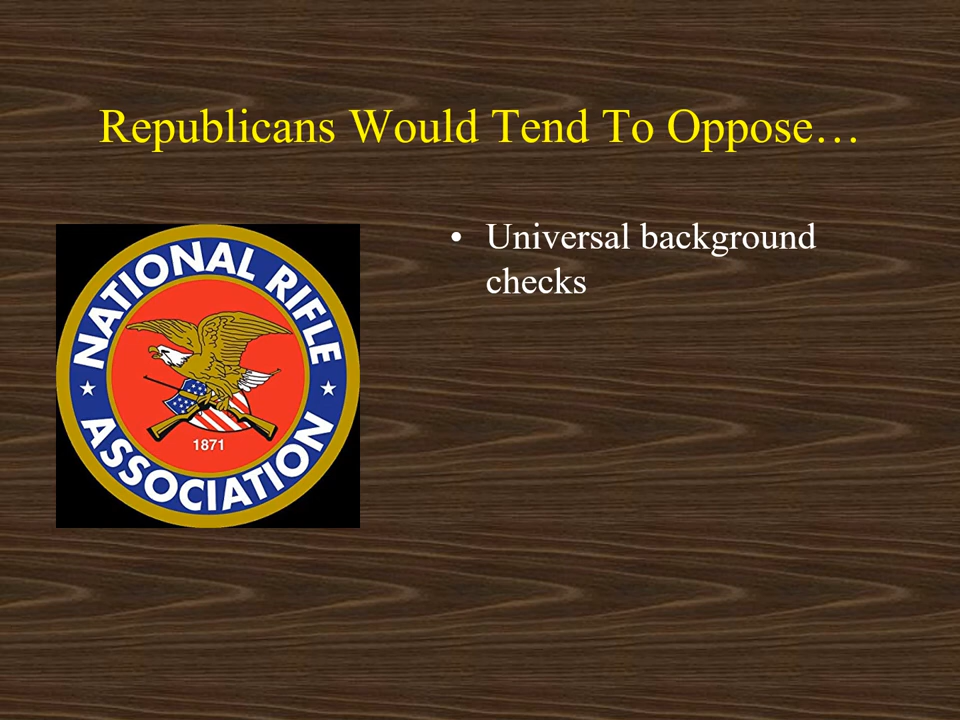 Republicans Would Tend To Oppose…
NATIONAL RIFLE
ASSOCIATION
1871
• Universal background
checks